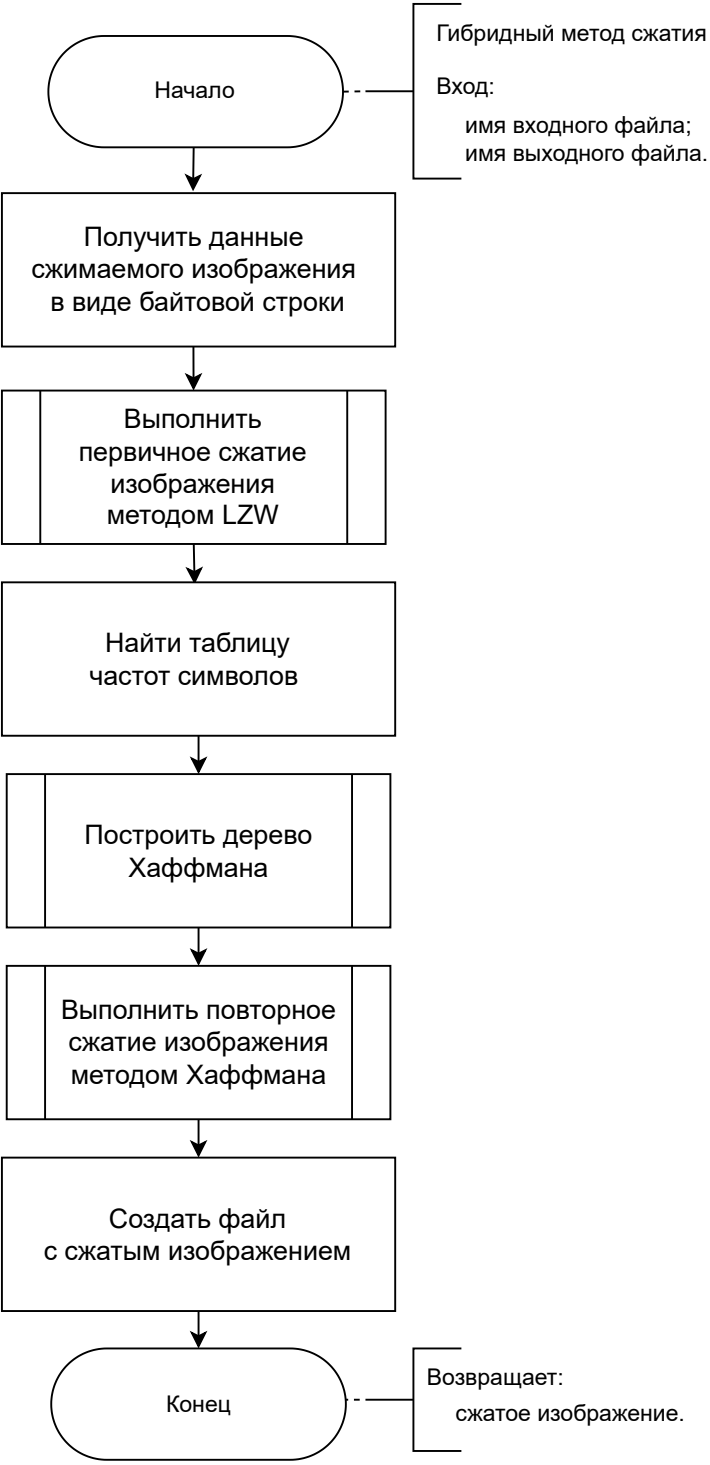 Начало
Гибридный метод сжатия
Вход:
имя входного файла;
имя выходного файла.
Получить данные
сжимаемого изображения
в виде байтовой строки
Выполнить
первичное сжатие
изображения
методом LZW
Найти таблицу
частот символов
Построить дерево
Хаффмана
Выполнить повторное
сжатие изображения
методом Хаффмана
Создать файл
с сжатым изображением
Конец
Возвращает:
сжатое изображение.